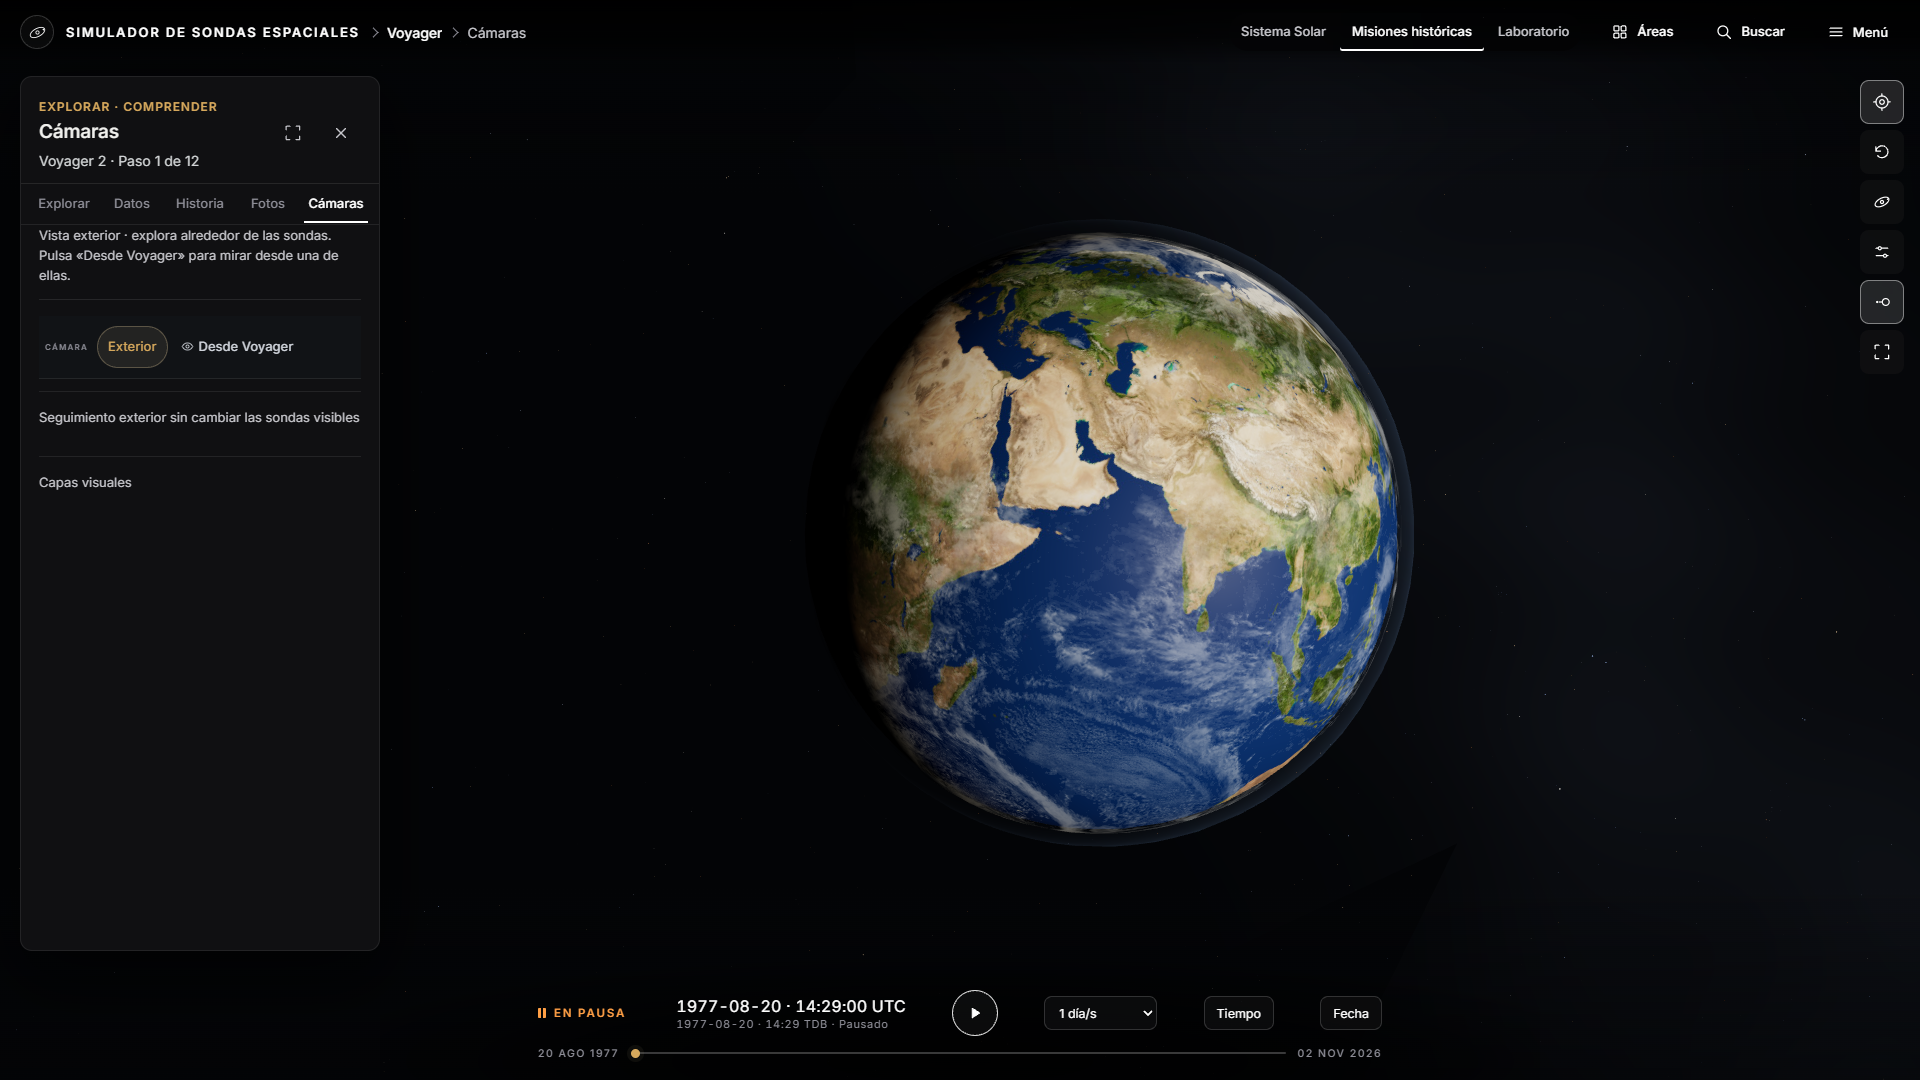 SIMULADOR DE SONDAS ESPACIALES > Voyager > Cámaras
Sistema Solar
Misiones históricas
Laboratorio
Áreas
Buscar
Menú
EXPLORAR · COMPRENDER
Cámaras
Voyager 2 · Paso 1 de 12
Explorar
Datos
Historia
Fotos
Cámaras
Vista exterior · explora alrededor de las sondas.
Pulsa «Desde Voyager» para mirar desde una de
ellas.
CÁMARA
Exterior
Desde Voyager
Seguimiento exterior sin cambiar las sondas visibles
Capas visuales
EN PAUSA
1977-08-20 · 14:29:00 UTC
1977-08-20 · 14:29 TDB · Pausado
1 día/s
Tiempo
Fecha
20 AGO 1977
02 NOV 2026